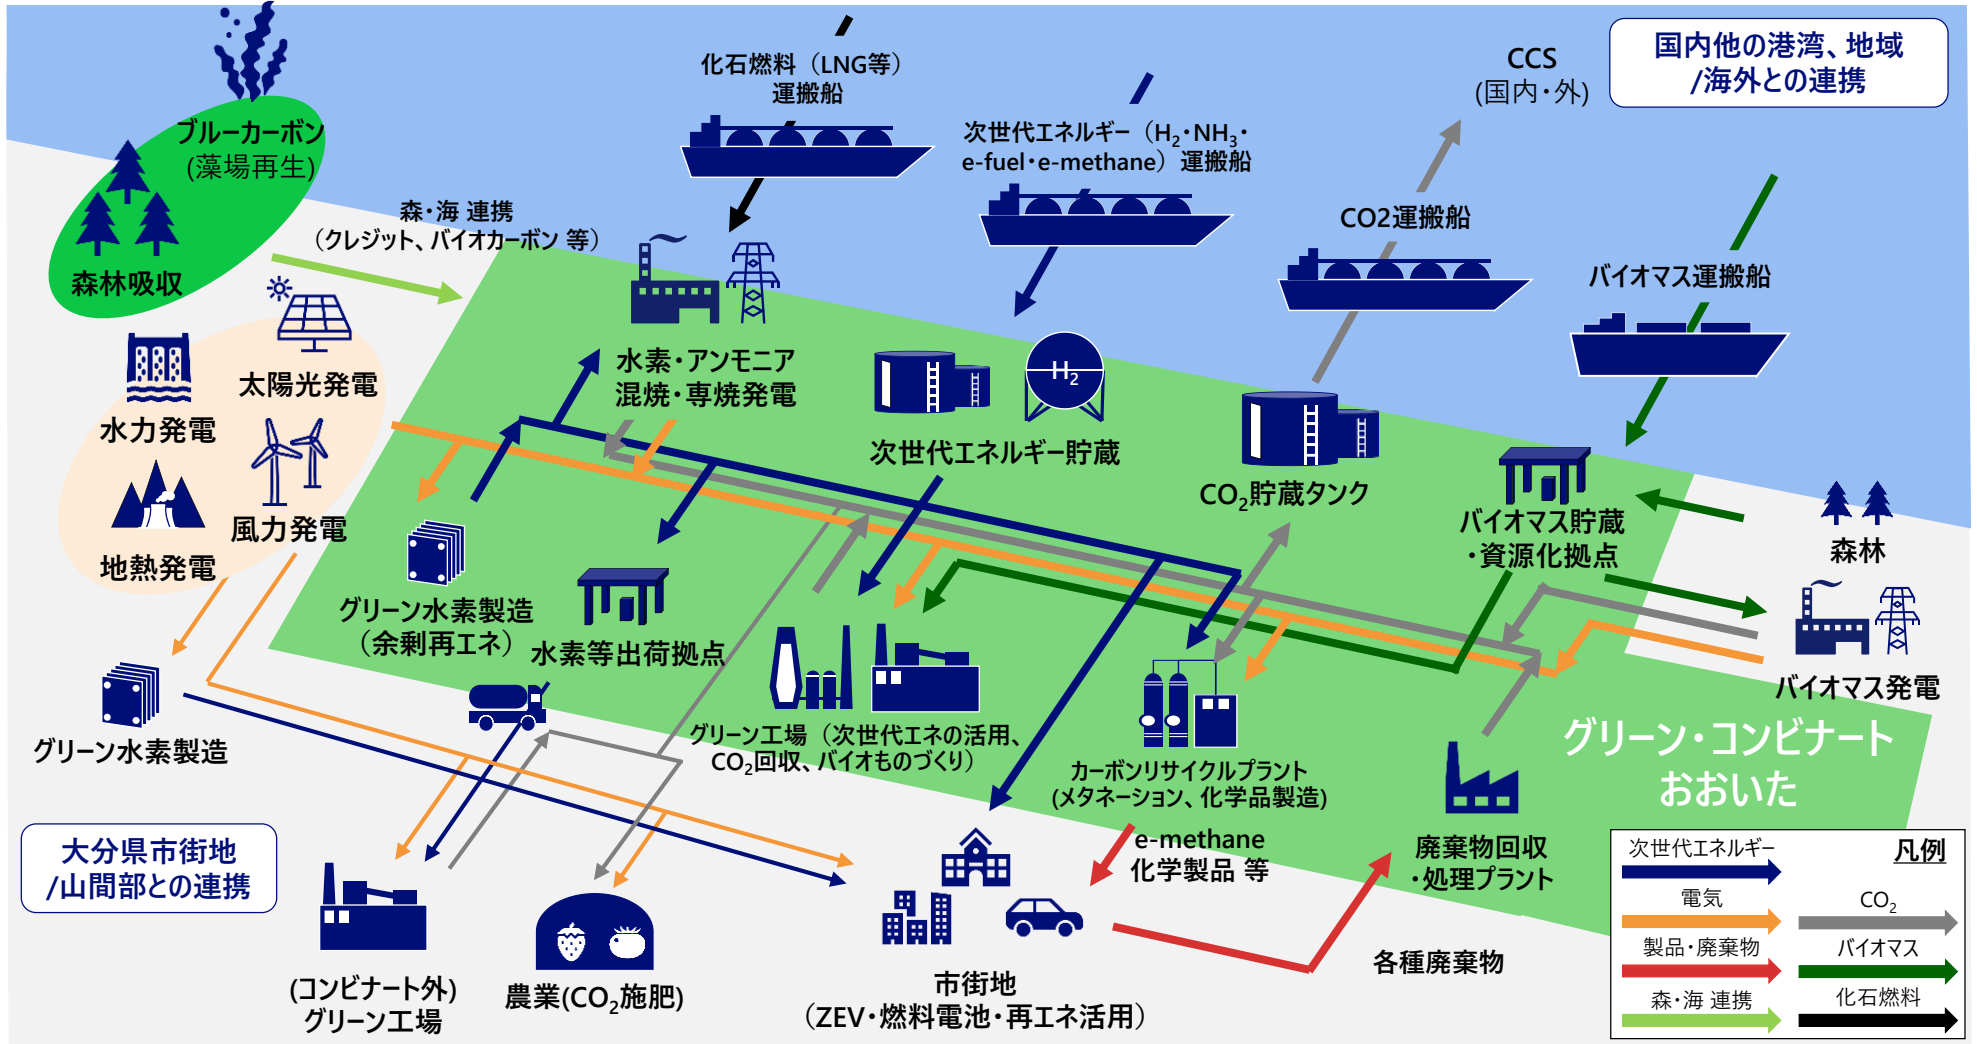 ブルーカーボン
(藻場再生)
森林吸収
化石燃料（LNG等）
運搬船
次世代エネルギー（H₂・NH₃・
e-fuel・e-methane）運搬船
CCS
(国内・外)
国内他の港湾、地域
/海外との連携
森・海 連携
（クレジット、バイオカーボン 等）
CO2運搬船
バイオマス運搬船
太陽光発電
水力発電
風力発電
地熱発電
水素・アンモニア
混焼・専焼発電
H₂
次世代エネルギー貯蔵
CO₂貯蔵タンク
バイオマス貯蔵
・資源化拠点
森林
バイオマス発電
グリーン水素製造
（余剰再エネ）
水素等出荷拠点
グリーン水素製造
グリーン工場（次世代エネの活用、
CO₂回収、バイオものづくり）
カーボンリサイクルプラント
(メタネーション、化学品製造)
e-methane
化学製品 等
廃棄物回収
・処理プラント
グリーン・コンビナート
おおいた
大分県市街地
/山間部との連携
(コンビナート外)
グリーン工場
農業(CO₂施肥)
市街地
（ZEV・燃料電池・再エネ活用）
各種廃棄物
凡例
次世代エネルギー
電気
CO₂
製品・廃棄物
バイオマス
森・海 連携
化石燃料